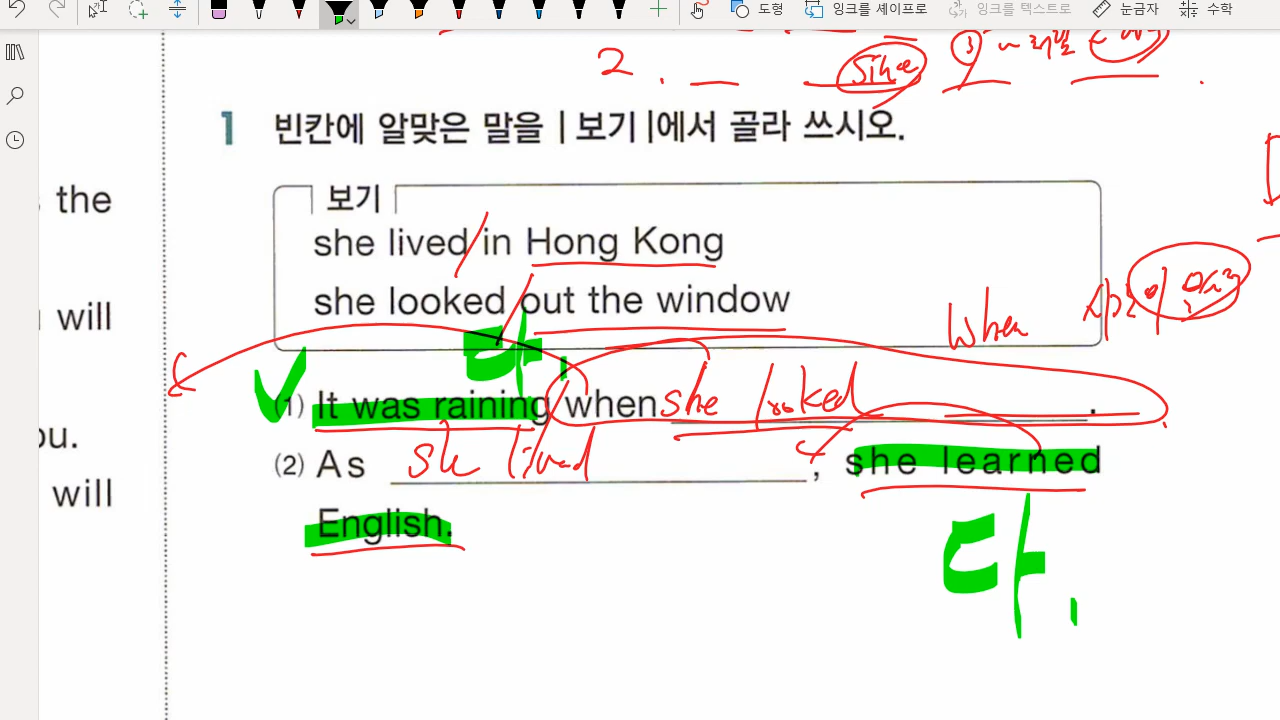 도형 잉크를 셰이프로 잉크를 텍스트로 눈금자 수학
2. since ③
1 빈칸에 알맞은 말을 |보기|에서 골라 쓰시오.
보기
the
she lived in Hong Kong
will
she looked out the window
when
다.
(1) It was raining when she looked .
ou.
(2) As she lived , she learned
will
English.
다.